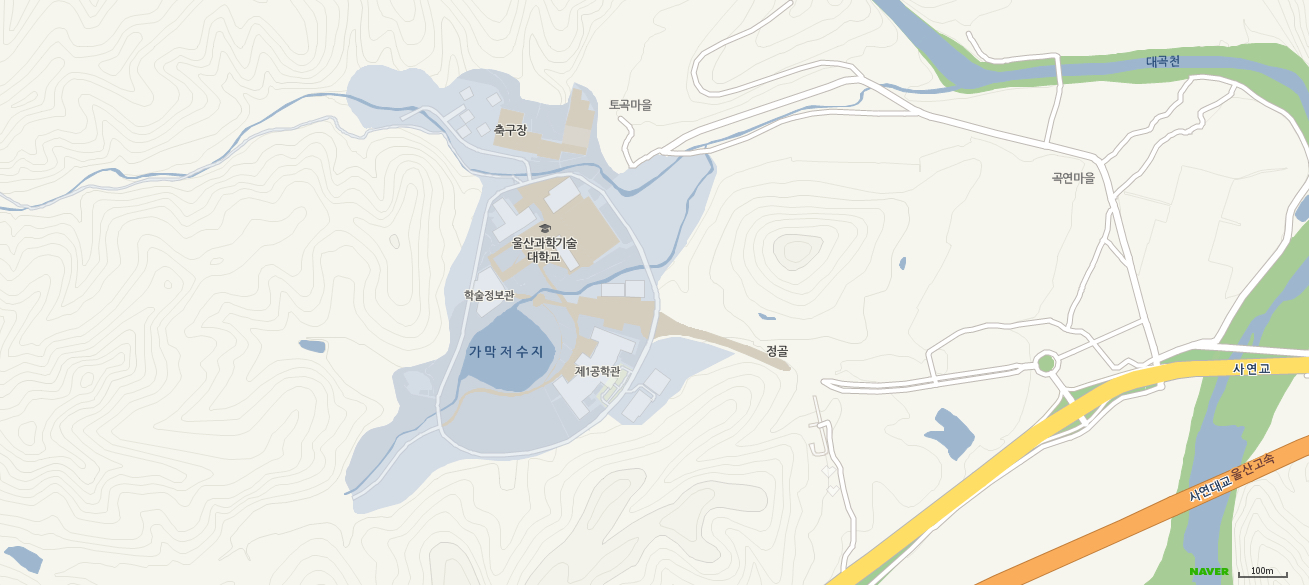 대곡천
토곡마을
축구장
곡연마을
울산과학기술
대학교
학술정보관
가막저수지
정골
제1공학관
사연교
울산고속
사연대교
NAVER
100m